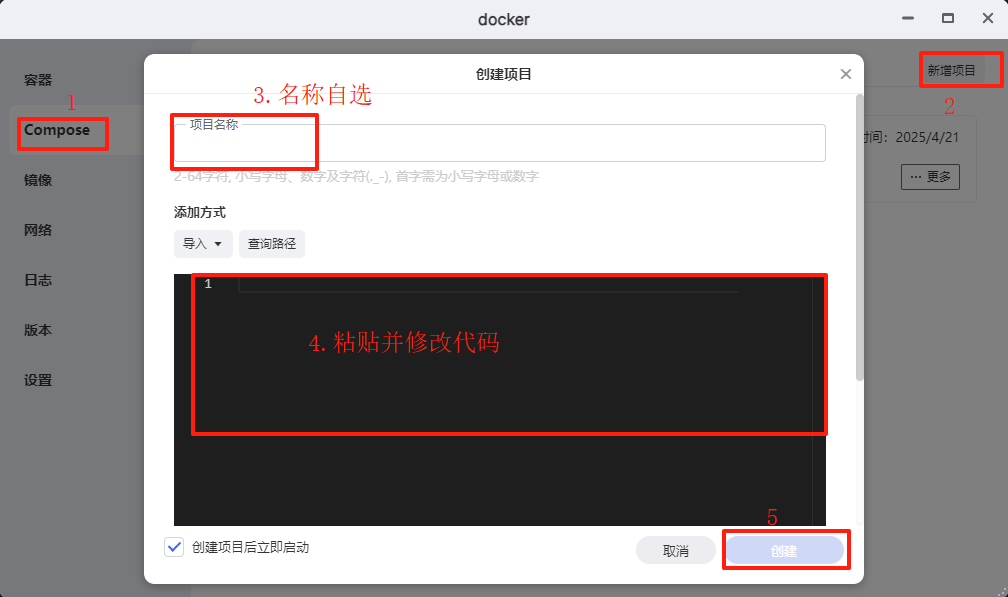 docker
容器
1
Compose
镜像
网络
日志
版本
设置
创建项目
新增项目
2
时间：2025/4/21
··· 更多
3. 名称自选
项目名称
2-64字符, 小写字母、数字及字符(._-), 首字需为小写字母或数字
添加方式
导入
查询路径
1
4. 粘贴并修改代码
5
创建项目后立即启动
取消
创建